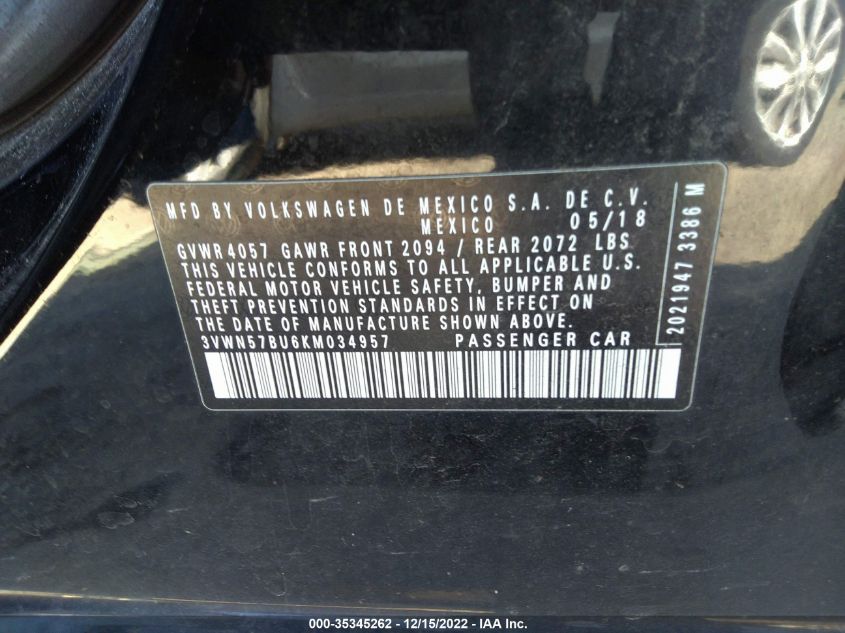 MFD BY VOLKSWAGEN DE MEXICO S.A. DE C.V.
MEXICO 05/18
GVWR 4057 GAWR FRONT 2094 / REAR 2072 LBS
THIS VEHICLE CONFORMS TO ALL APPLICABLE U.S.
FEDERAL MOTOR VEHICLE SAFETY, BUMPER AND
THEFT PREVENTION STANDARDS IN EFFECT ON
THE DATE OF MANUFACTURE SHOWN ABOVE.
3VWN57BU6KM034957 PASSENGER CAR
2021947 3386 M
000-35345262 - 12/15/2022 - IAA Inc.